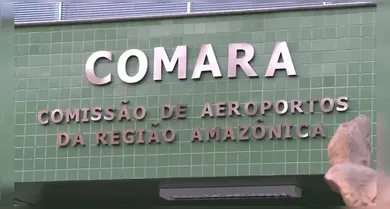 COMARA
COMISSÃO DE AEROPORTOS
DA REGIÃO AMAZÔNICA